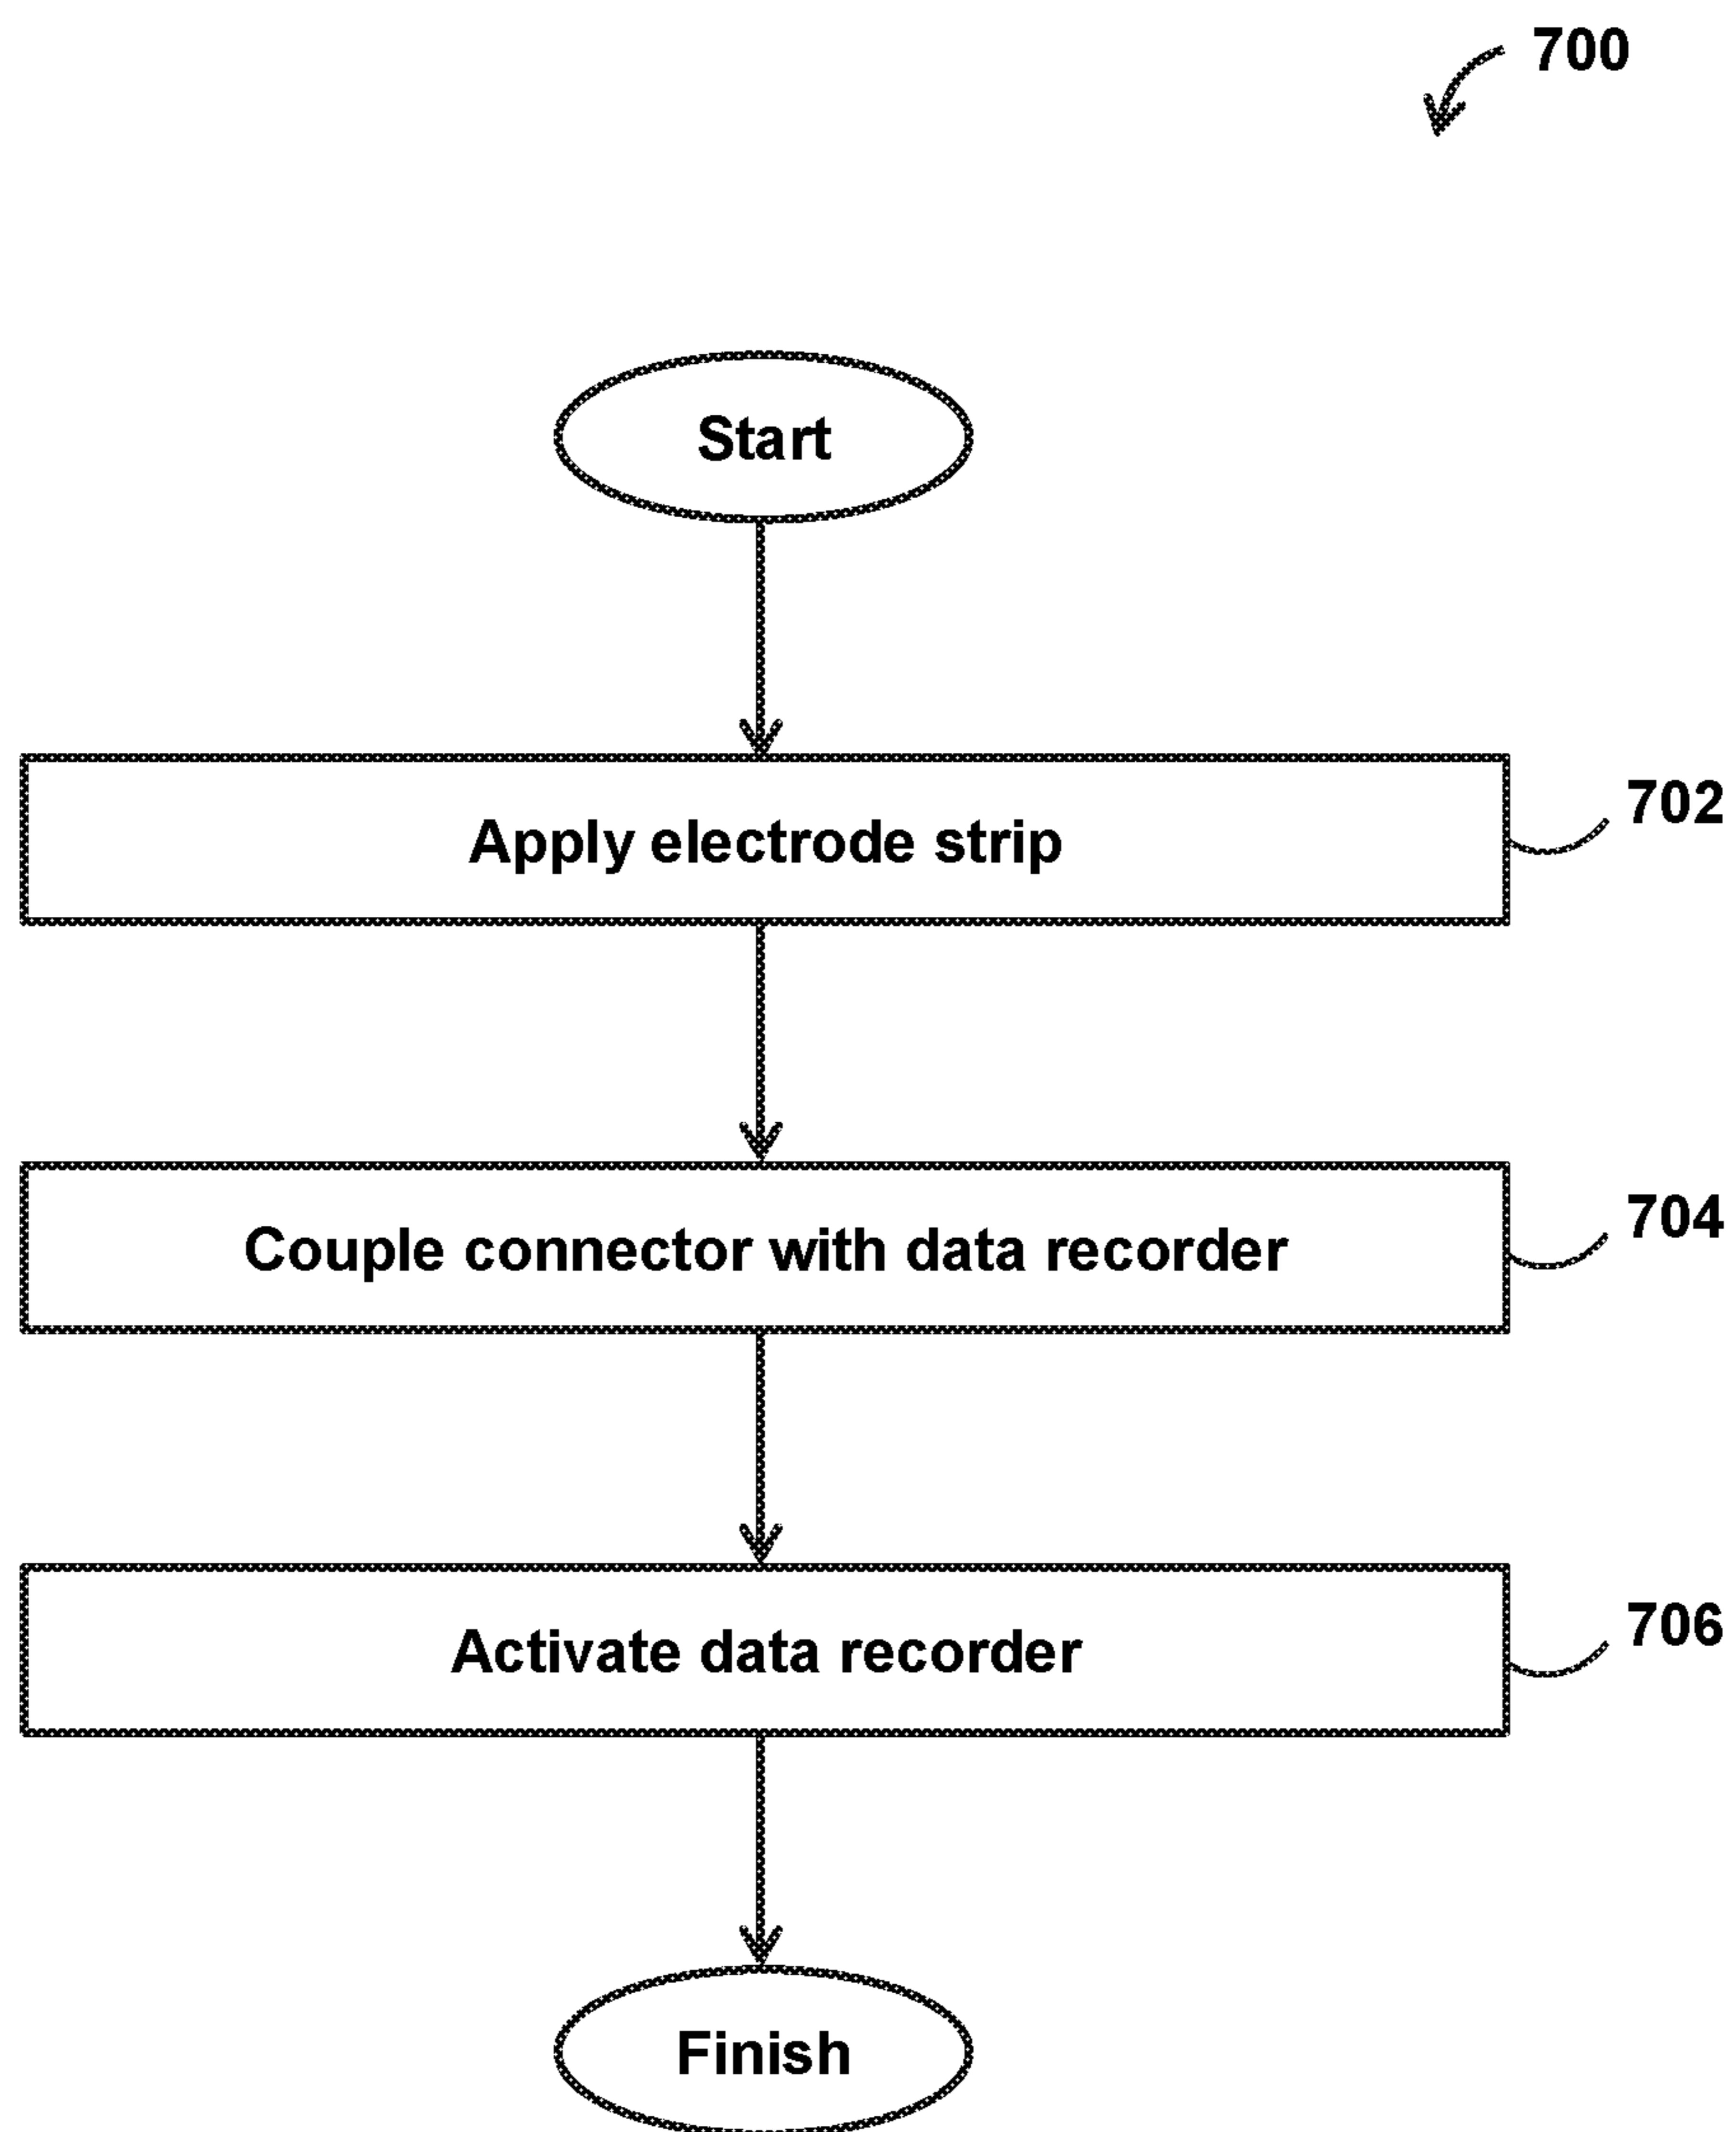 700
Start
Apply electrode strip
702
Couple connector with data recorder
704
Activate data recorder
706
Finish